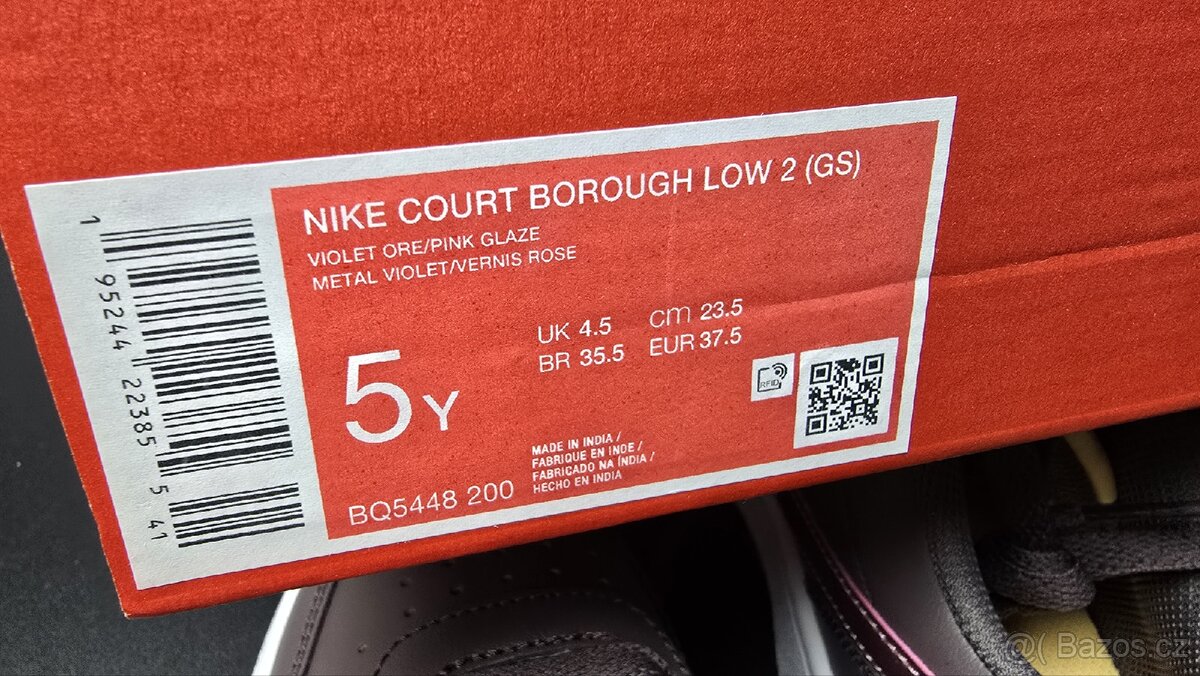 NIKE COURT BOROUGH LOW 2 (GS)
VIOLET ORE/PINK GLAZE
METAL VIOLET/VERNIS ROSE
5Y
UK 4.5 cm 23.5
BR 35.5 EUR 37.5
RFID
MADE IN INDIA /
FABRIQUE EN INDE /
FABRICADO NA ÍNDIA /
HECHO EN INDIA
BQ5448 200
1 95244 22385 5 41
@( Bazos.cz